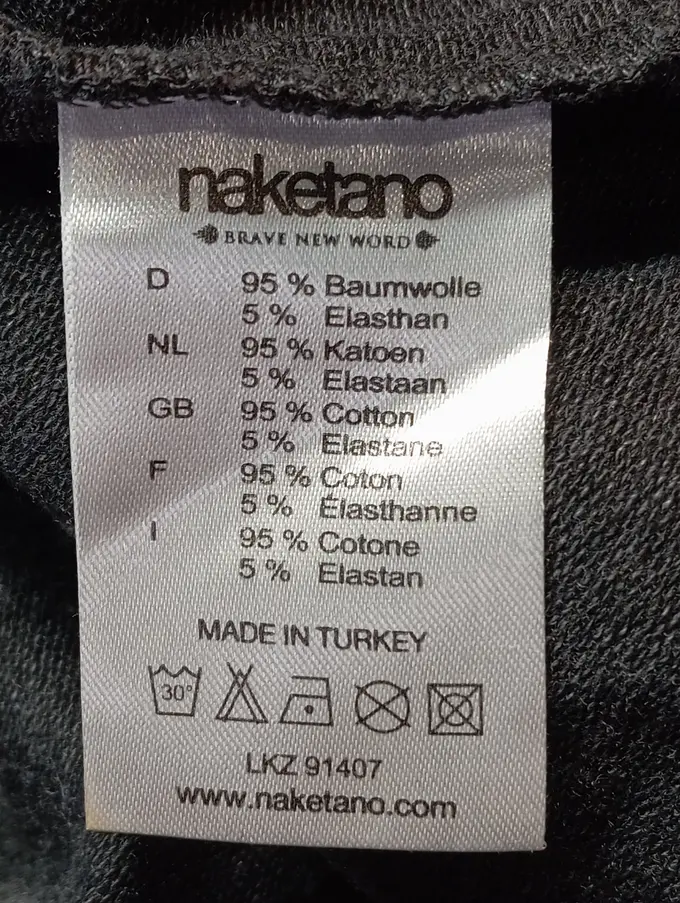 naketano
BRAVE NEW WORD
D 95 % Baumwolle
5 % Elasthan
NL 95 % Katoen
5 % Elastaan
GB 95 % Cotton
5 % Elastane
F 95 % Coton
5 % Élasthanne
I 95 % Cotone
5 % Elastan
MADE IN TURKEY
30°
LKZ 91407
www.naketano.com